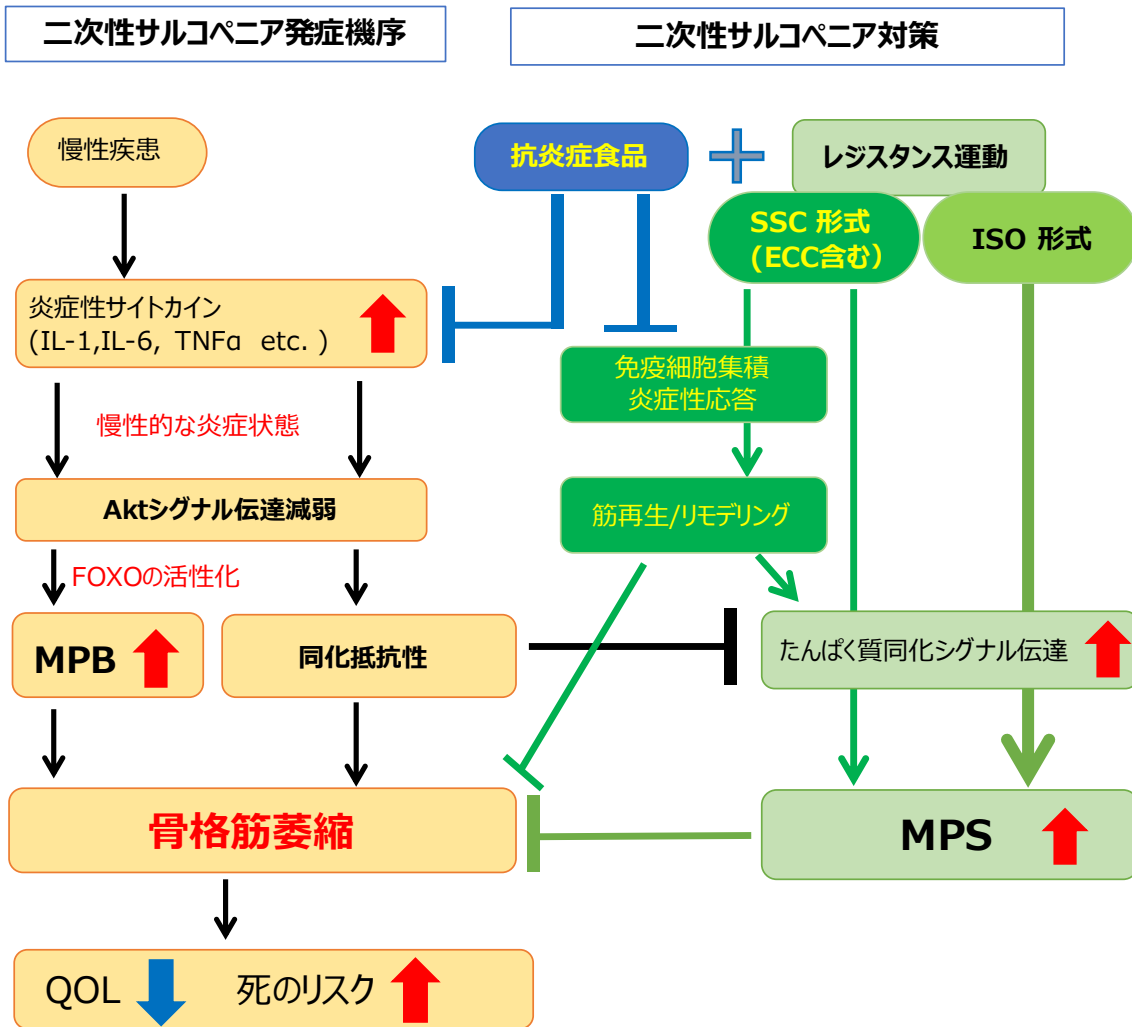 二次性サルコペニア発症機序
二次性サルコペニア対策
慢性疾患
炎症性サイトカイン
(IL-1,IL-6, TNFα etc. )
慢性的な炎症状態
Aktシグナル伝達減弱
FOXOの活性化
MPB
同化抵抗性
骨格筋萎縮
QOL
死のリスク
抗炎症食品
レジスタンス運動
SSC 形式
(ECC含む）
ISO 形式
免疫細胞集積
炎症性応答
筋再生/リモデリング
たんぱく質同化シグナル伝達
MPS